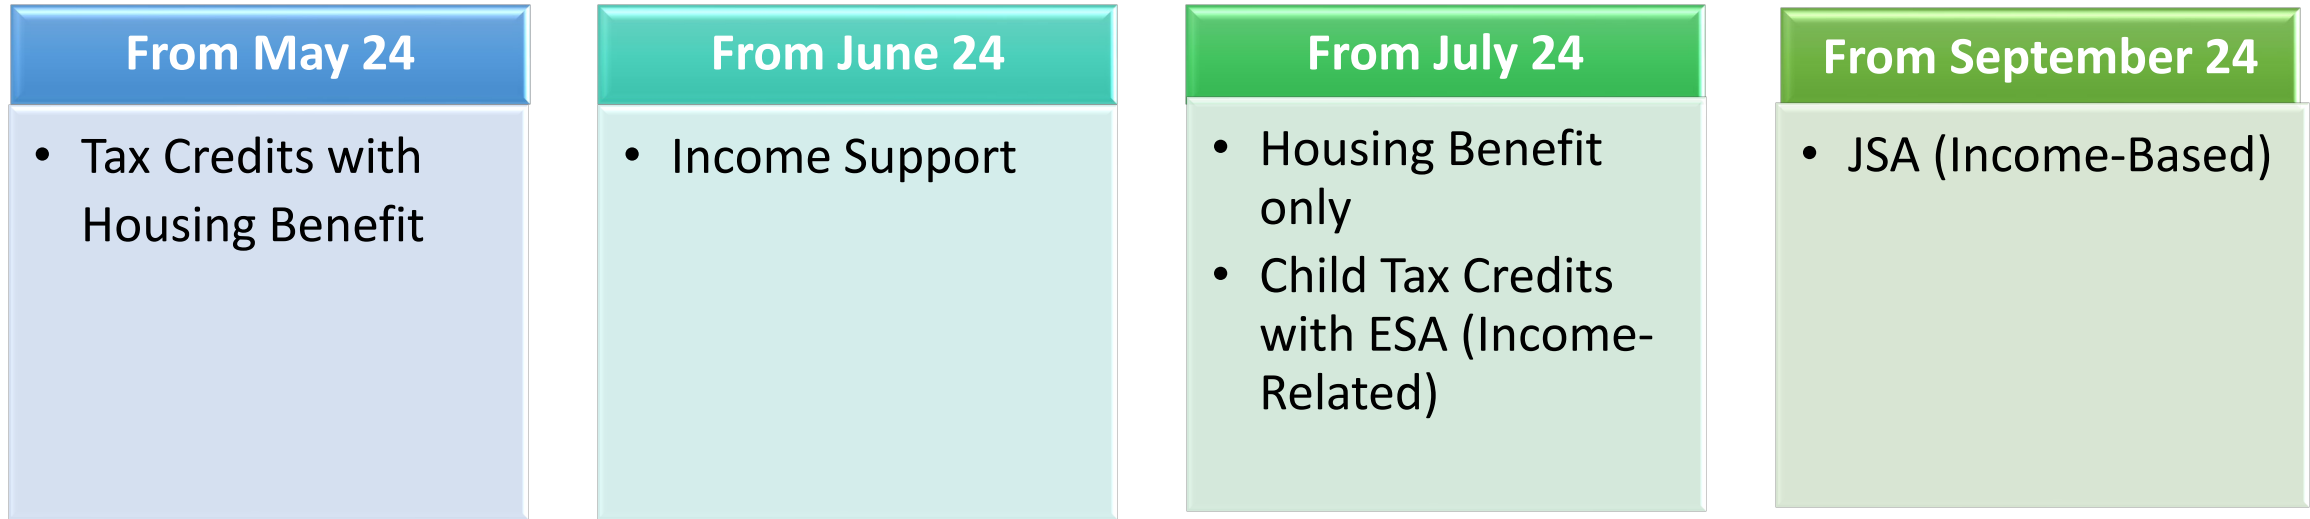 From May 24
• Tax Credits with
Housing Benefit
From June 24
• Income Support
From July 24
• Housing Benefit
only
• Child Tax Credits
with ESA (Income-
Related)
From September 24
• JSA (Income-Based)